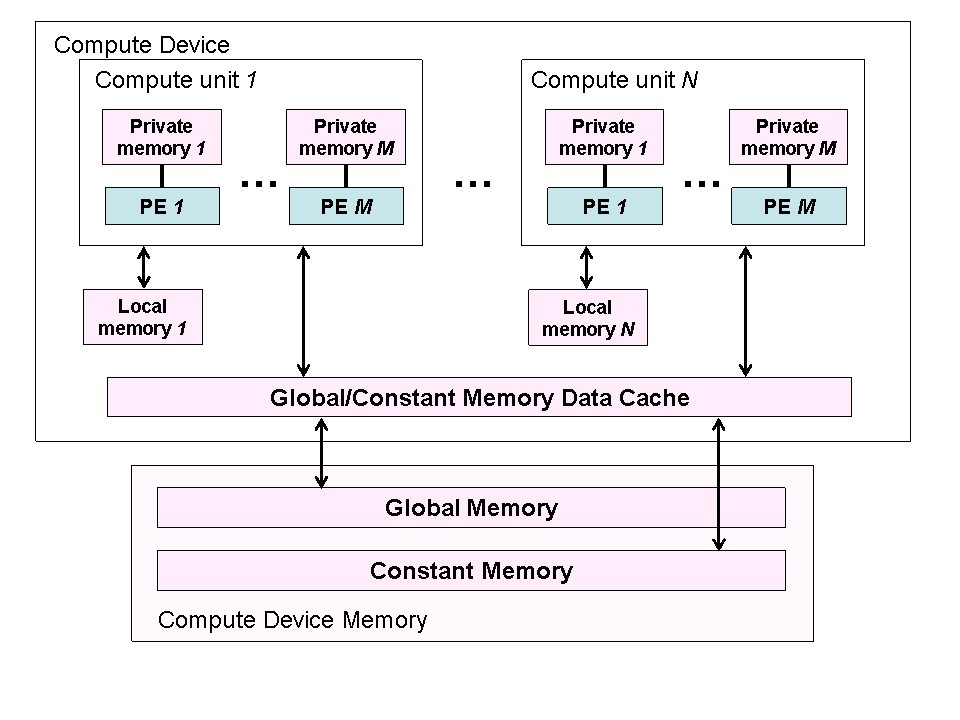 Compute Device
Compute unit 1
Compute unit N
Private
memory 1
Private
memory M
Private
memory 1
Private
memory M
...
...
...
PE 1
PE M
PE 1
PE M
Local
memory 1
Local
memory N
Global/Constant Memory Data Cache
Global Memory
Constant Memory
Compute Device Memory